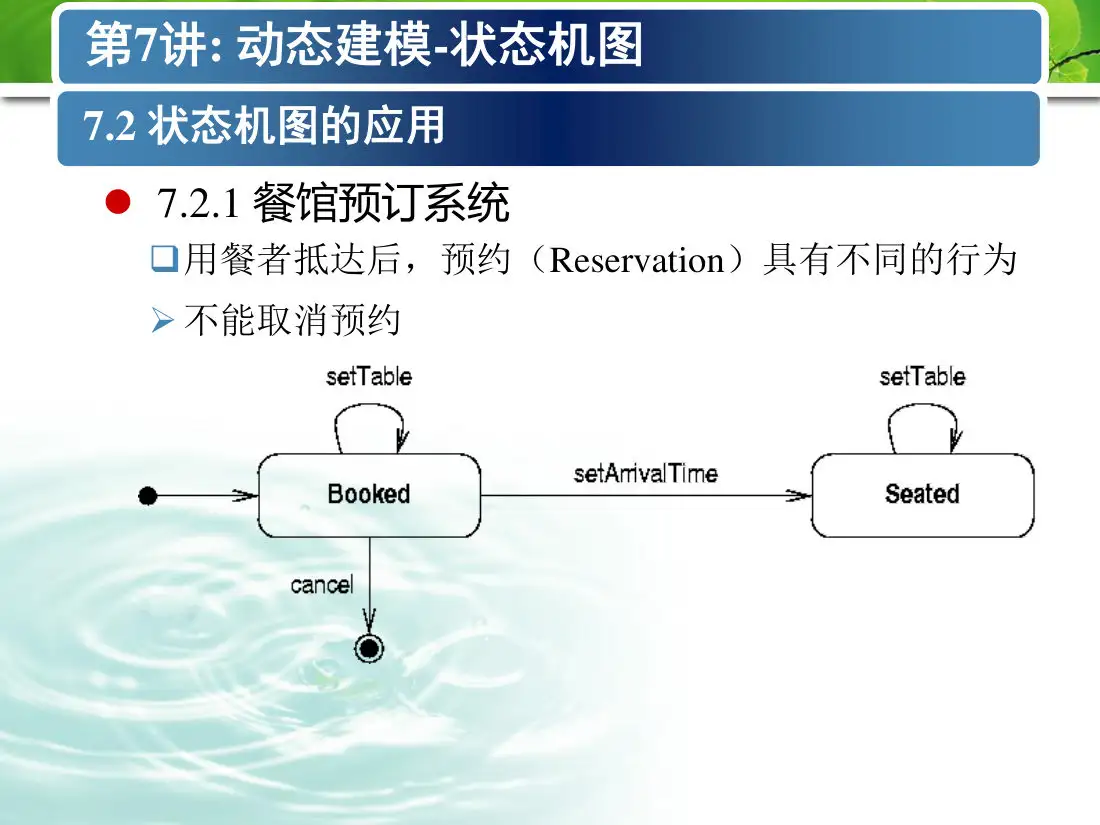 第7讲: 动态建模-状态机图
7.2 状态机图的应用
7.2.1 餐馆预订系统
用餐者抵达后，预约（Reservation）具有不同的行为
不能取消预约
setTable
setTable
setArrivalTime
Booked
Seated
cancel